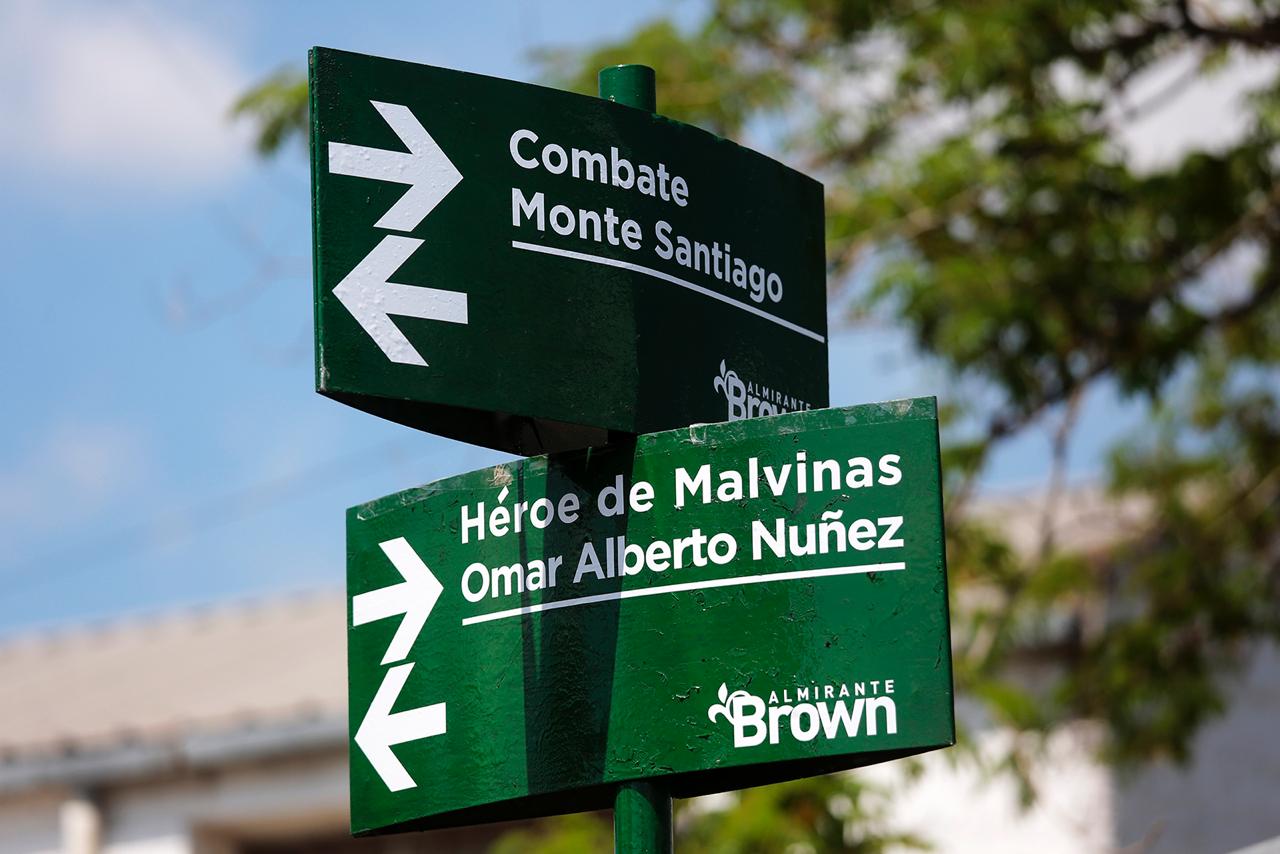 Combate
Monte Santiago
ALMIRANTE
Brown
Héroe de Malvinas
Omar Alberto Nuñez
ALMIRANTE
Brown